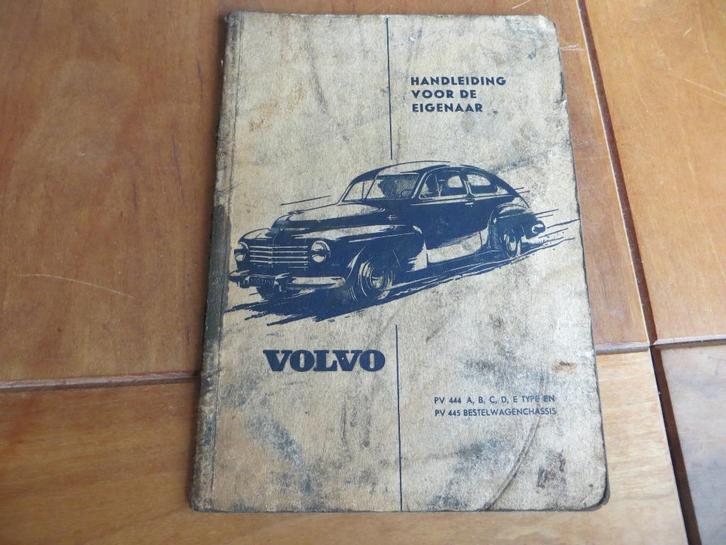 HANDLEIDING
VOOR DE
EIGENAAR
VOLVO
PV 444 A, B, C, D, E TYPE EN
PV 445 BESTELWAGENCHASSIS